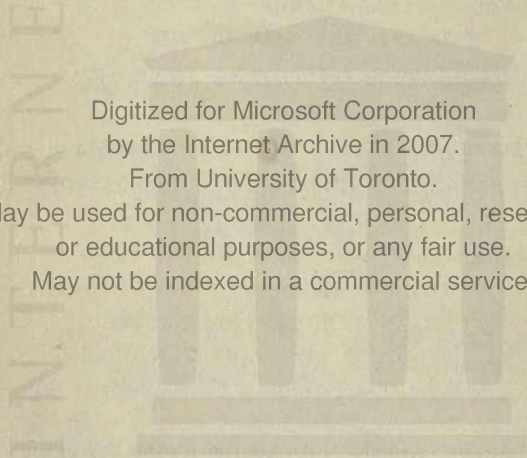 Digitized for Microsoft Corporation
by the Internet Archive in 2007.
From University of Toronto.
be used for non-commercial, personal,
or educational purposes, or any fair use.
May not be indexed in a commercial service